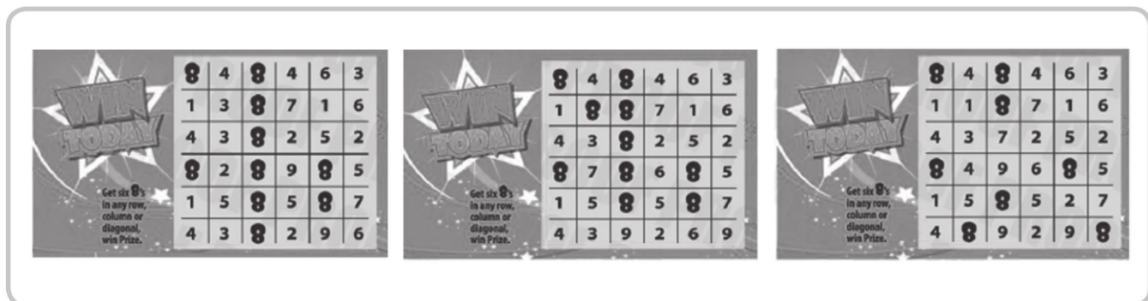 WIN
TODAY
Get six 8's
in any row,
column or
diagonal,
win Prize.
8 4 8 4 6 3
1 3 8 7 1 6
4 3 8 2 5 2
8 2 8 9 8 5
1 5 8 5 8 7
4 3 8 2 9 6
WIN
TODAY
Get six 8's
in any row,
column or
diagonal,
win Prize.
8 4 8 4 6 3
1 8 8 7 1 6
4 3 8 2 5 2
8 7 8 6 8 5
1 5 8 5 8 7
4 3 9 2 6 9
WIN
TODAY
Get six 8's
in any row,
column or
diagonal,
win Prize.
8 4 8 4 6 3
1 1 8 7 1 6
4 3 7 2 5 2
8 4 9 6 8 5
1 5 8 5 2 7
4 8 9 2 9 8